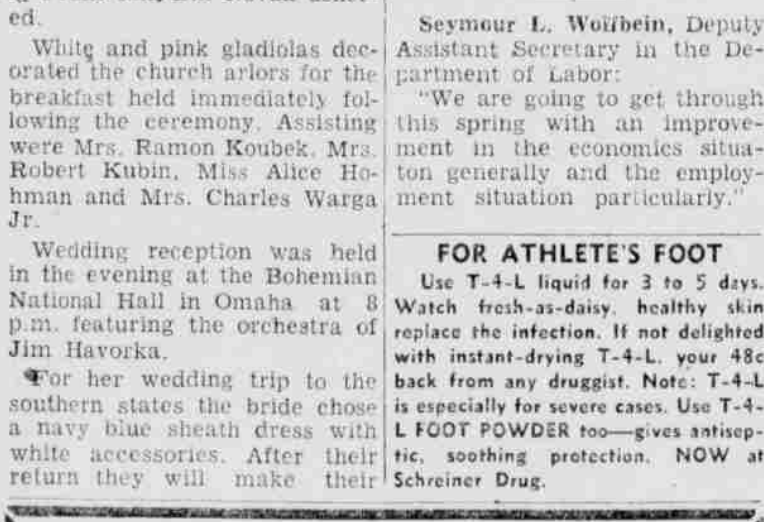 ed.
White and pink gladiolas dec-
orated the church arlors for the
breakfast held immediately fol-
lowing the ceremony. Assisting
were Mrs. Ramon Koubek, Mrs.
Robert Kubin, Miss Alice Ho-
hman and Mrs. Charles Warga
Jr.
Wedding reception was held
in the evening at the Bohemian
National Hall in Omaha at 8
p.m. featuring the orchestra of
Jim Havorka.
For her wedding trip to the
southern states the bride chose
a navy blue sheath dress with
white accessories. After their
return they will make their
Seymour L. Wolfbein, Deputy
Assistant Secretary in the De-
partment of Labor:
"We are going to get through
this spring with an improve-
ment in the economics situa-
ton generally and the employ-
ment situation particularly."
FOR ATHLETE'S FOOT
Use T-4-L liquid for 3 to 5 days.
Watch fresh-as-daisy, healthy skin
replace the infection. If not delighted
with instant-drying T-4-L, your 48c
back from any druggist. Note: T-4-L
is especially for severe cases. Use T-4-
L FOOT POWDER too—gives antisep-
tic, soothing protection. NOW at
Schreiner Drug.